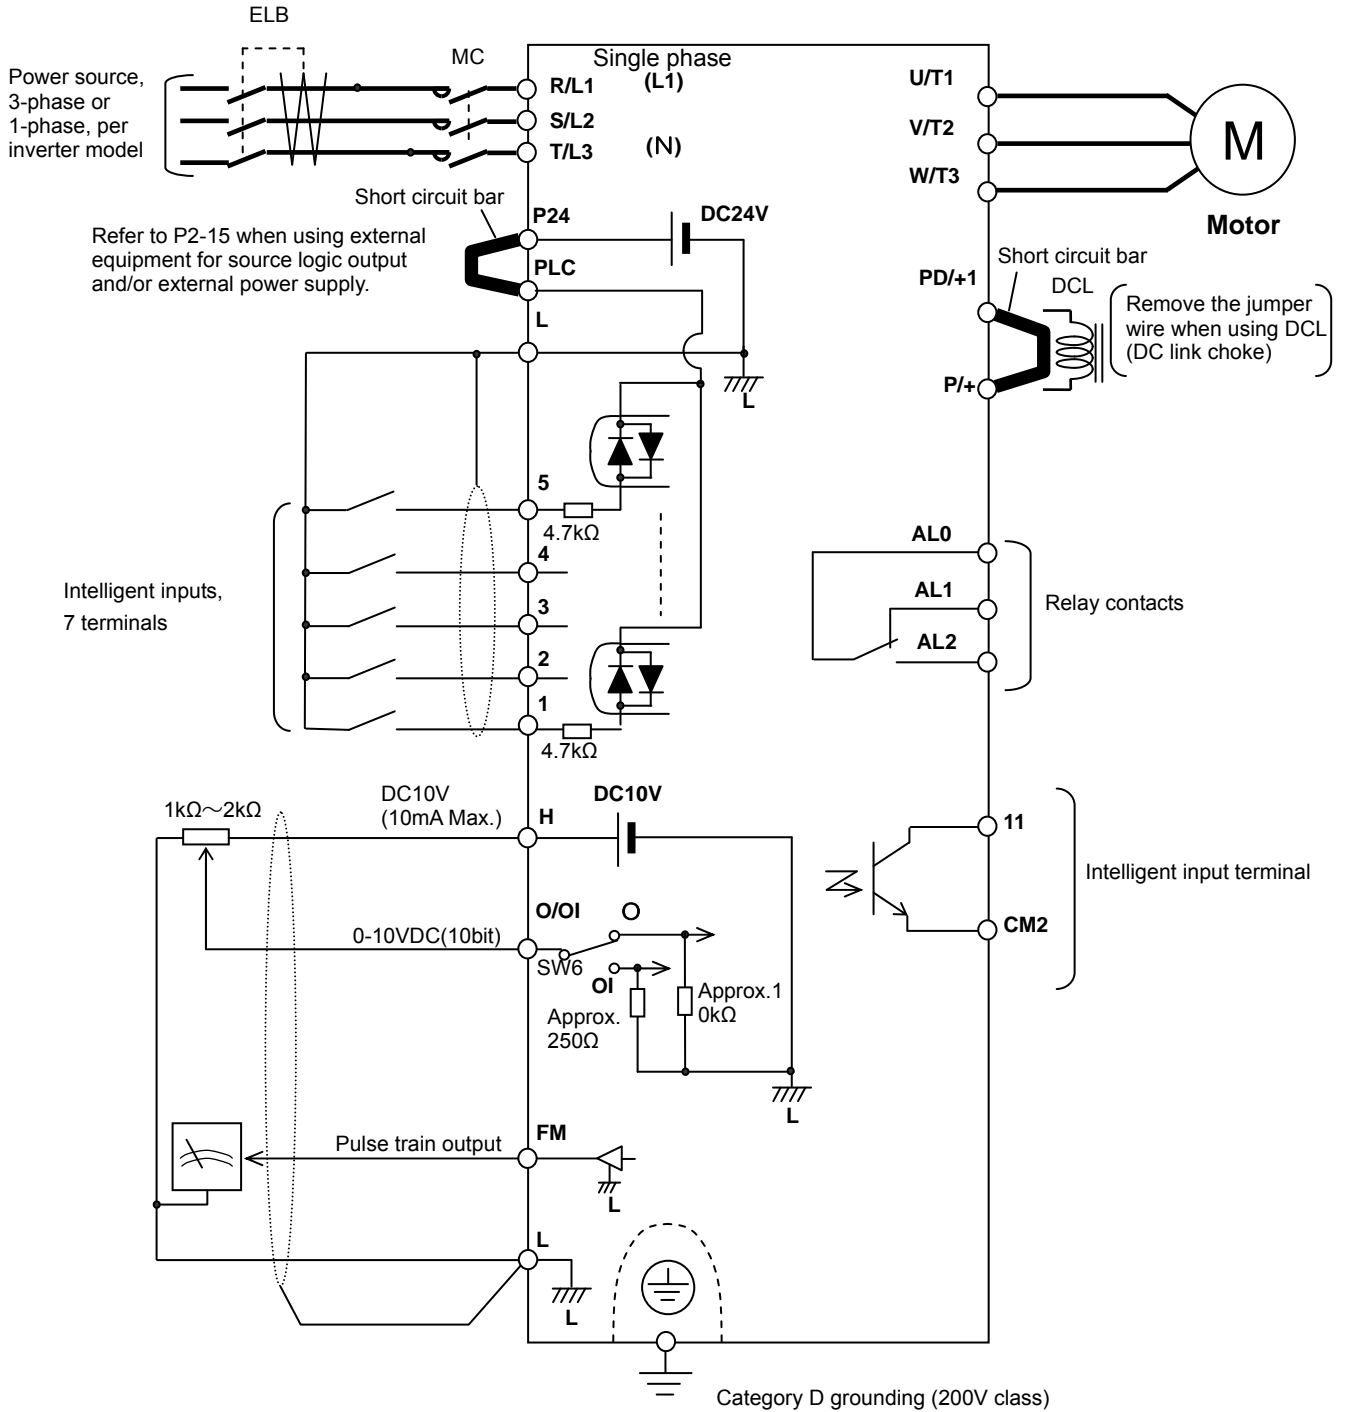 ELB
MC
Single phase
Power source,
3-phase or
1-phase, per
inverter model
R/L1
(L1)
S/L2
T/L3
(N)
U/T1
V/T2
W/T3
M
Motor
Short circuit bar
P24
DC24V
Refer to P2-15 when using external
equipment for source logic output
and/or external power supply.
PLC
L
L
PD/+1
Short circuit bar
DCL
Remove the jumper
wire when using DCL
(DC link choke)
P/+
5
4.7kΩ
4
3
2
1
4.7kΩ
Intelligent inputs,
7 terminals
AL0
AL1
AL2
Relay contacts
1kΩ～2kΩ
DC10V
(10mA Max.)
H
DC10V
O/OI
O
0-10VDC(10bit)
SW6
OI
Approx.
250Ω
Approx.1
0kΩ
L
11
CM2
Intelligent input terminal
Pulse train output
FM
L
L
L
Category D grounding (200V class)